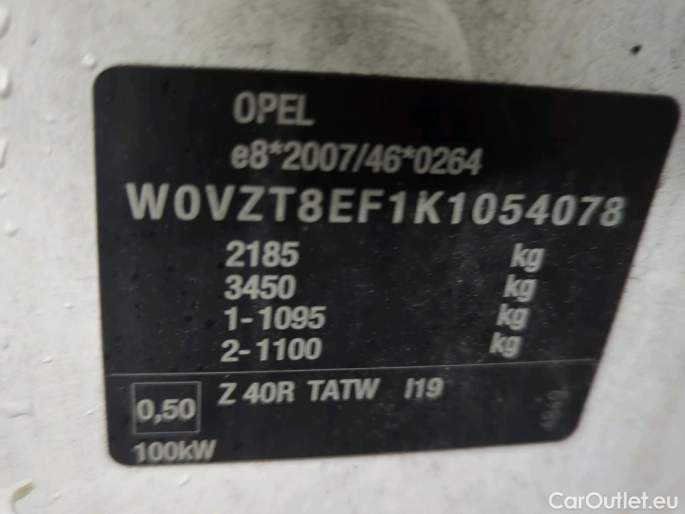 OPEL
e8*2007/46*0264
W0VZT8EF1K1054078
2185 kg
3450 kg
1-1095 kg
2-1100 kg
0,50 Z 40R TATW I19
100kW
CarOutlet.eu